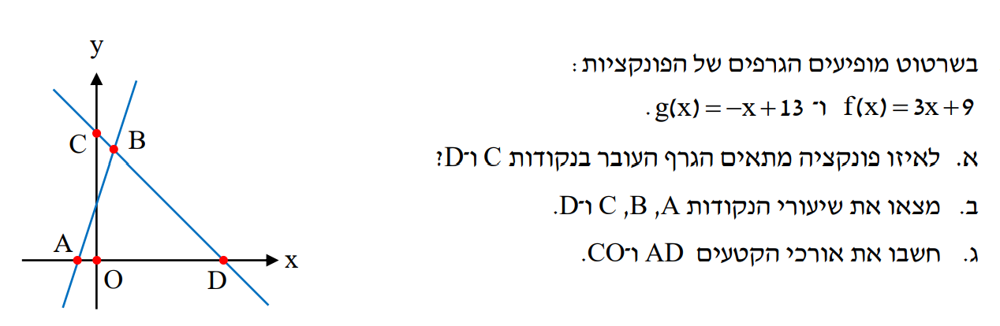 בשרטוט מופיעים הגרפים של הפונקציות:
f(x) = 3x + 9 ו־ g(x) = −x + 13.
א. לאיזו פונקציה מתאים הגרף העובר בנקודות C ו־D?
ב. מצאו את שיעורי הנקודות A, B, C ו־D.
ג. חשבו את אורכי הקטעים AD ו־CO.
y
C B
A
x
O D